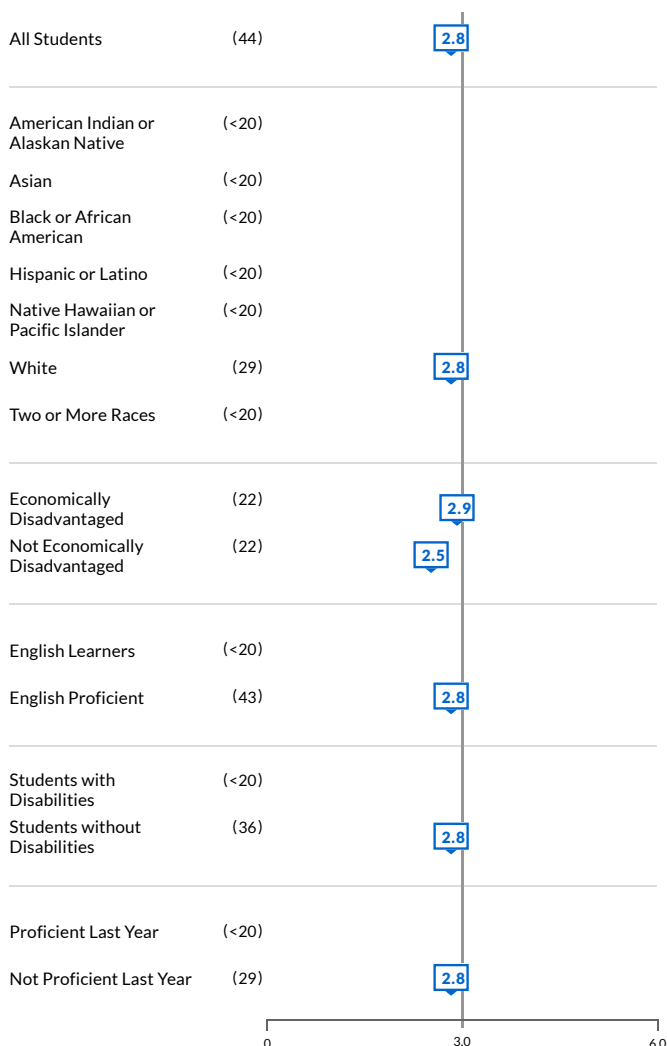 All Students (44) 2.8
American Indian or (<20)
Alaskan Native
Asian (<20)
Black or African (<20)
American
Hispanic or Latino (<20)
Native Hawaiian or (<20)
Pacific Islander
White (29) 2.8
Two or More Races (<20)
Economically (22) 2.9
Disadvantaged
Not Economically (22) 2.5
Disadvantaged
English Learners (<20)
English Proficient (43) 2.8
Students with (<20)
Disabilities
Students without (36) 2.8
Disabilities
Proficient Last Year (<20)
Not Proficient Last Year (29) 2.8
0 3.0 6.0